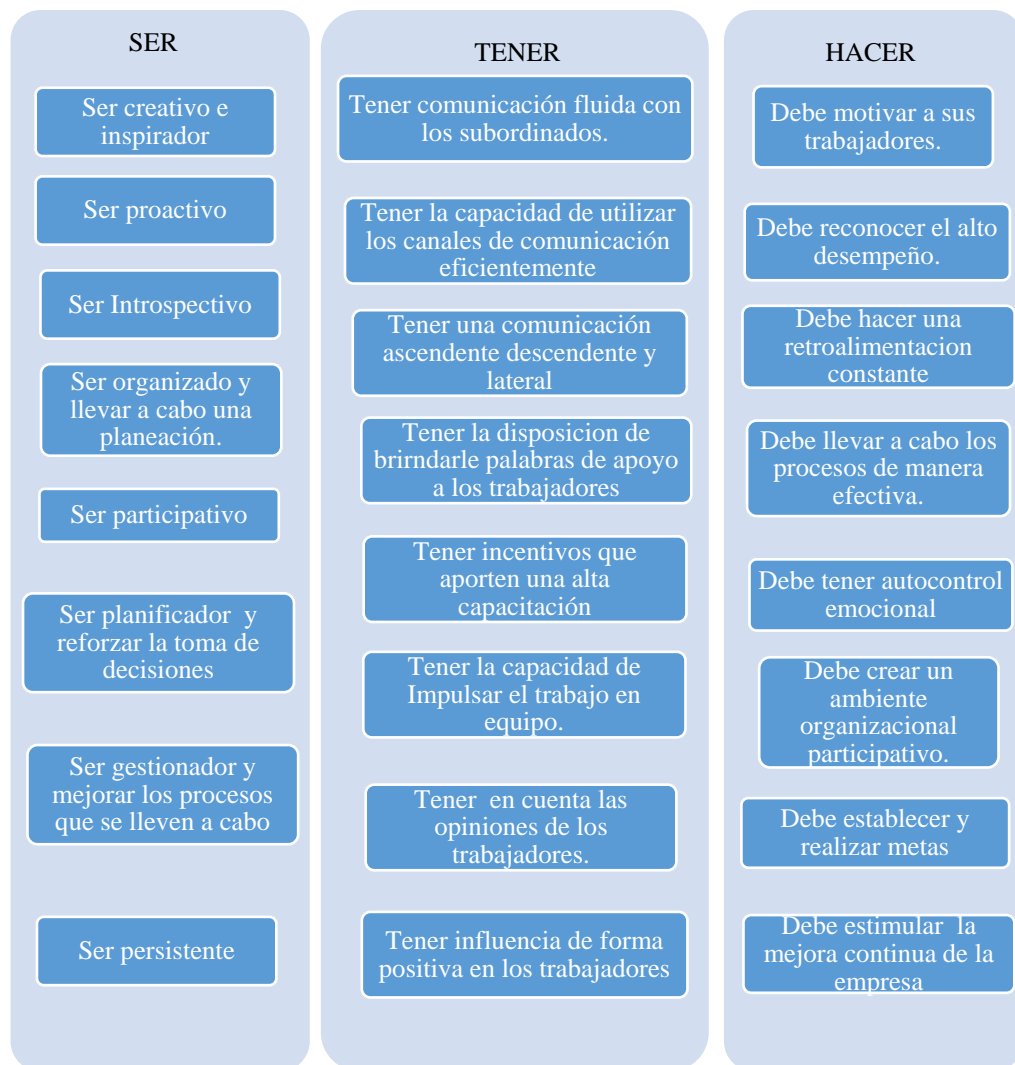 SER
Ser creativo e
inspirador
Ser proactivo
Ser Introspectivo
Ser organizado y
llevar a cabo una
planeación.
Ser participativo
Ser planificador  y
reforzar la toma de
decisiones
Ser gestionador y
mejorar los procesos
que se lleven a cabo
Ser persistente
TENER
Tener comunicación fluida con
los subordinados.
Tener la capacidad de utilizar
los canales de comunicación
eficientemente
Tener una comunicación
ascendente descendente y
lateral
Tener la disposicion de
brirndarle palabras de apoyo
a los trabajadores
Tener incentivos que
aporten una alta
capacitación
Tener la capacidad de
Impulsar el trabajo en
equipo.
Tener  en cuenta las
opiniones de los
trabajadores.
Tener influencia de forma
positiva en los trabajadores
HACER
Debe motivar a sus
trabajadores.
Debe reconocer el alto
desempeño.
Debe hacer una
retroalimentacion
constante
Debe llevar a cabo los
procesos de manera
efectiva.
Debe tener autocontrol
emocional
Debe crear un
ambiente
organizacional
participativo.
Debe establecer y
realizar metas
Debe estimular  la
mejora continua de la
empresa